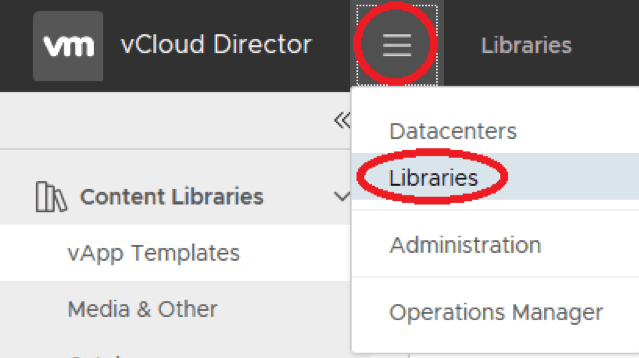 vm vCloud Director Libraries
Datacenters
Libraries
Content Libraries
Administration
vApp Templates
Media & Other
Operations Manager